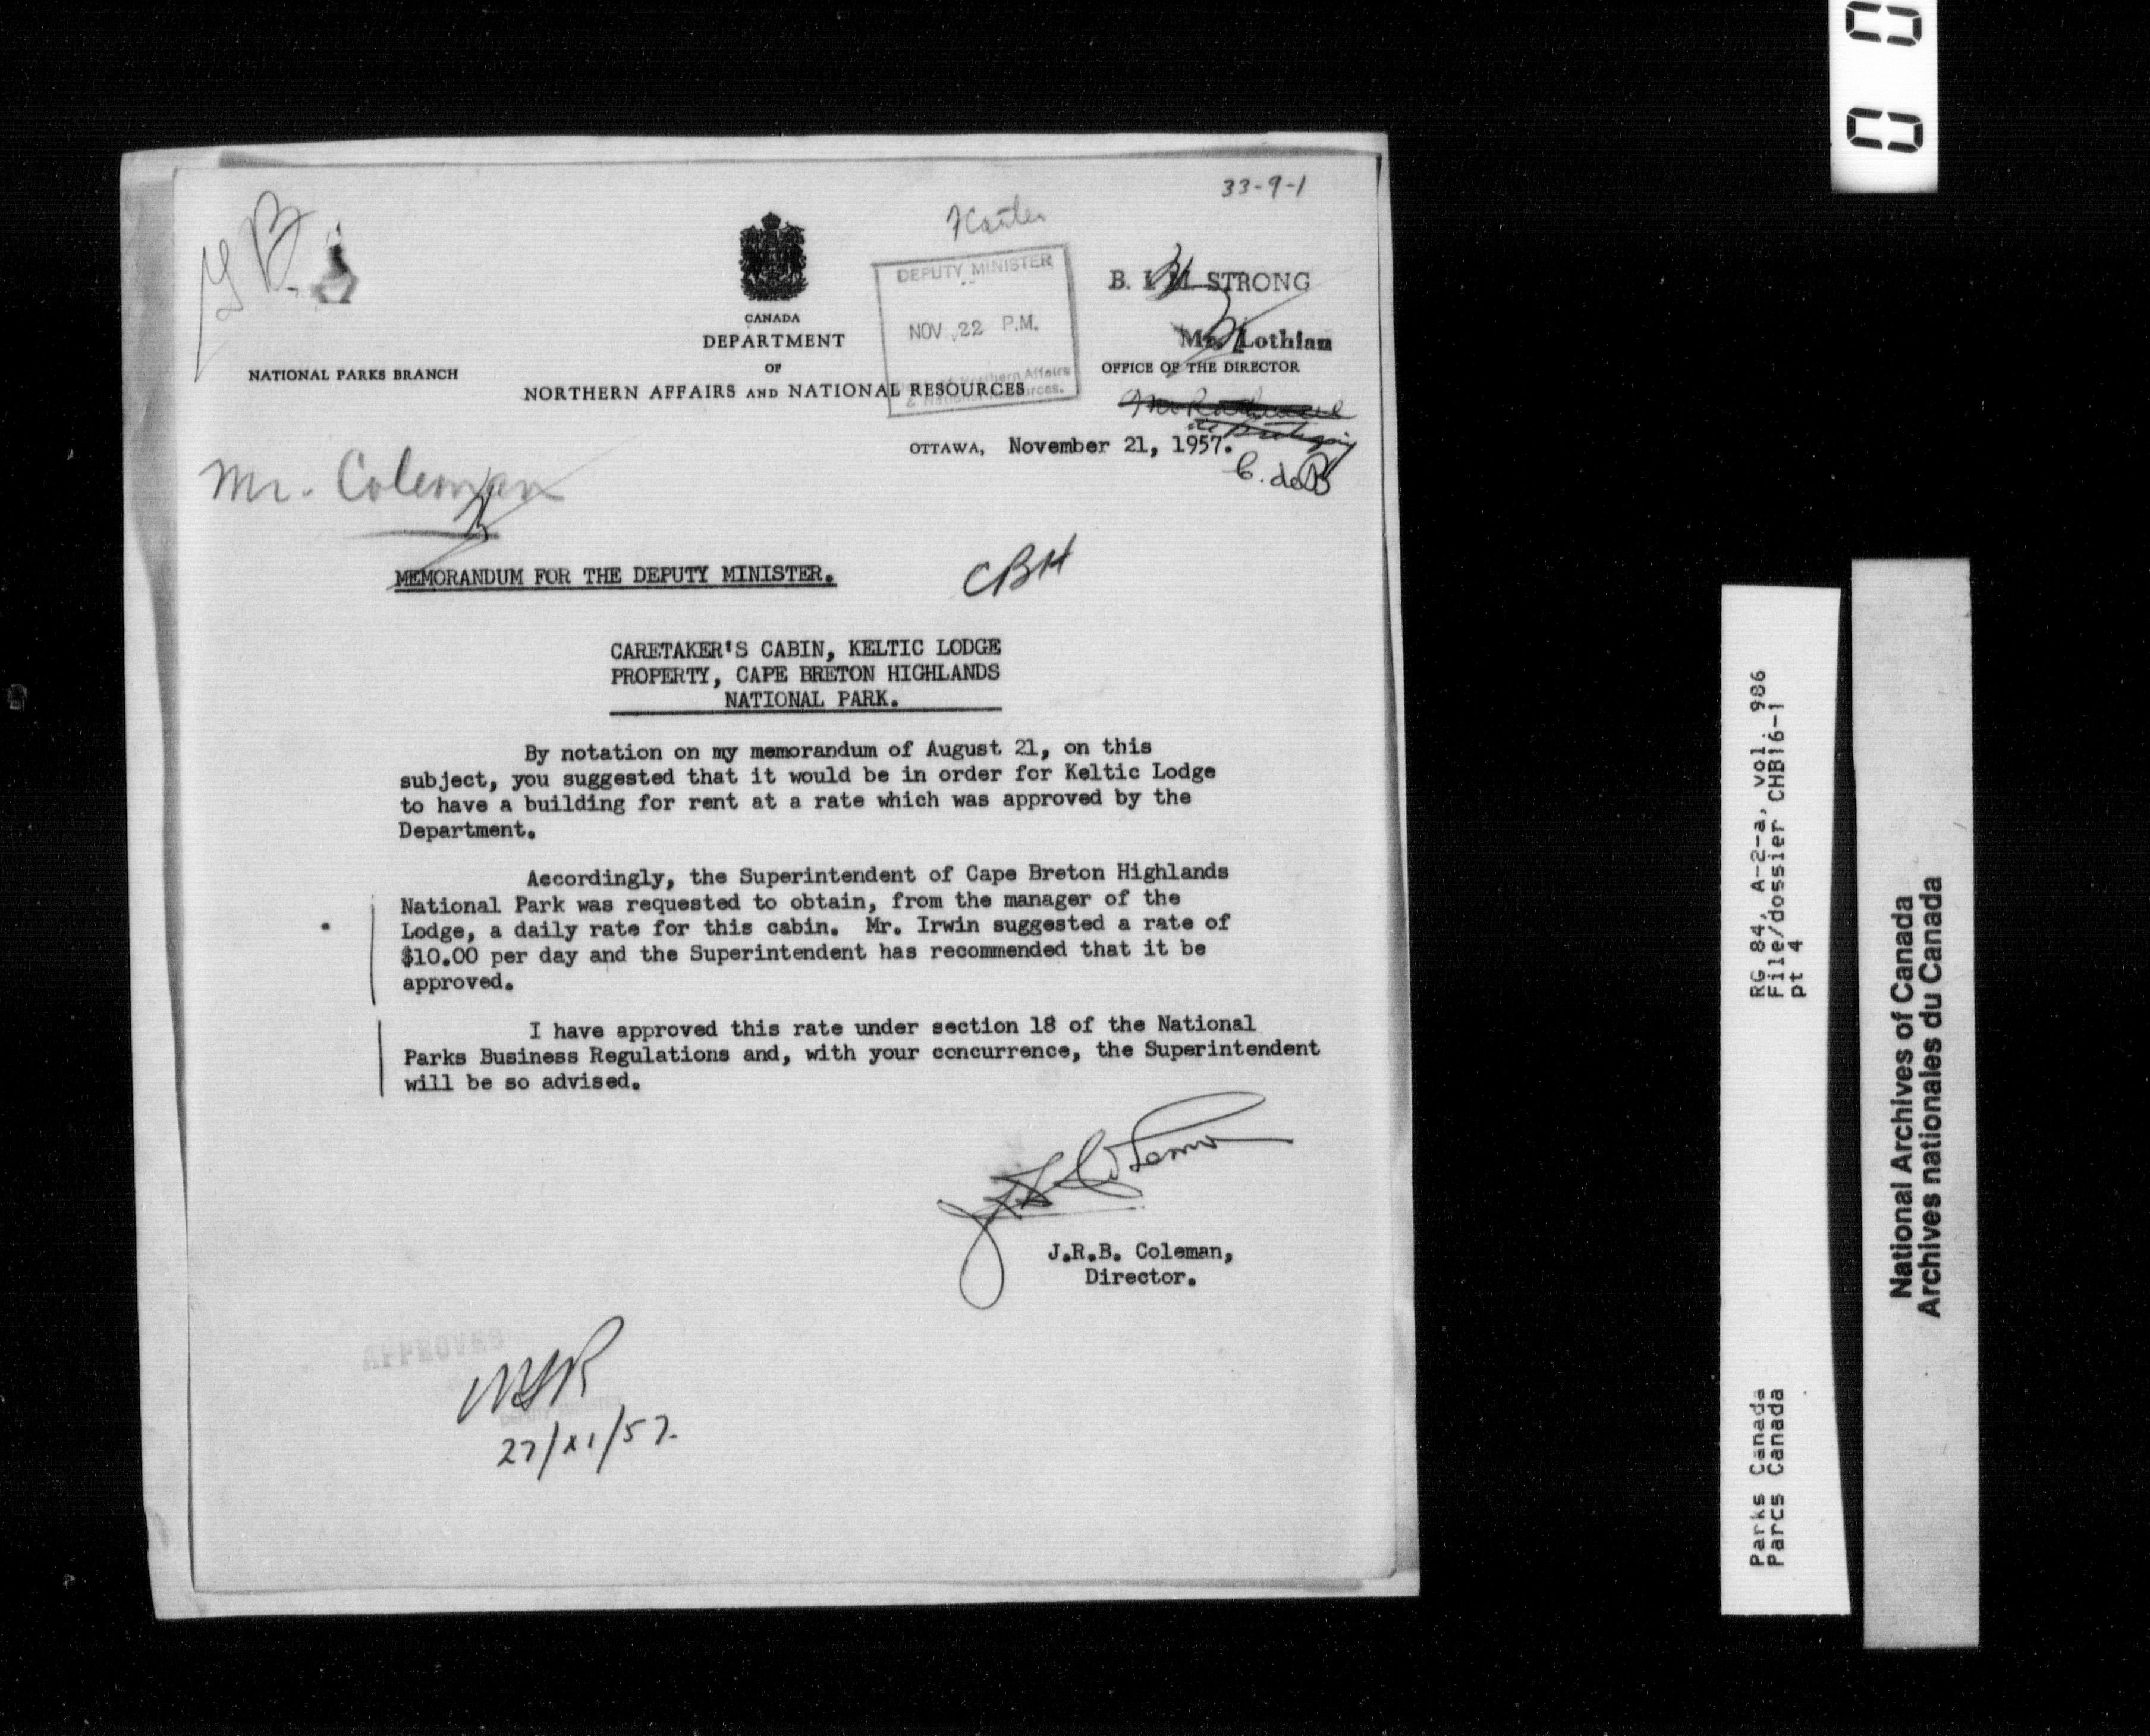 33-9-1
CANADA
DEPARTMENT
OF
NORTHERN AFFAIRS AND NATIONAL RESOURCES
NATIONAL PARKS BRANCH
DEPUTY MINISTER
NOV 22 P.M.
Northern Affairs
& National Resources.
B. I. M. STRONG
Mr. Lothian
OFFICE OF THE DIRECTOR
OTTAWA, November 21, 1957.
C. deB
Mr. Coleman
MEMORANDUM FOR THE DEPUTY MINISTER.
CBH
CARETAKER'S CABIN, KELTIC LODGE
PROPERTY, CAPE BRETON HIGHLANDS
NATIONAL PARK.
By notation on my memorandum of August 21, on this
subject, you suggested that it would be in order for Keltic Lodge
to have a building for rent at a rate which was approved by the
Department.
Accordingly, the Superintendent of Cape Breton Highlands
National Park was requested to obtain, from the manager of the
Lodge, a daily rate for this cabin. Mr. Irwin suggested a rate of
$10.00 per day and the Superintendent has recommended that it be
approved.
I have approved this rate under section 18 of the National
Parks Business Regulations and, with your concurrence, the Superintendent
will be so advised.
J.R.B. Coleman,
Director.
APPROVED
DEPUTY MINISTER
27/XI/57.
RG 84, A-2-a, vol. 986
File/dossier CHB16-1
pt 4
Parks Canada
Parcs Canada
National Archives of Canada
Archives nationales du Canada